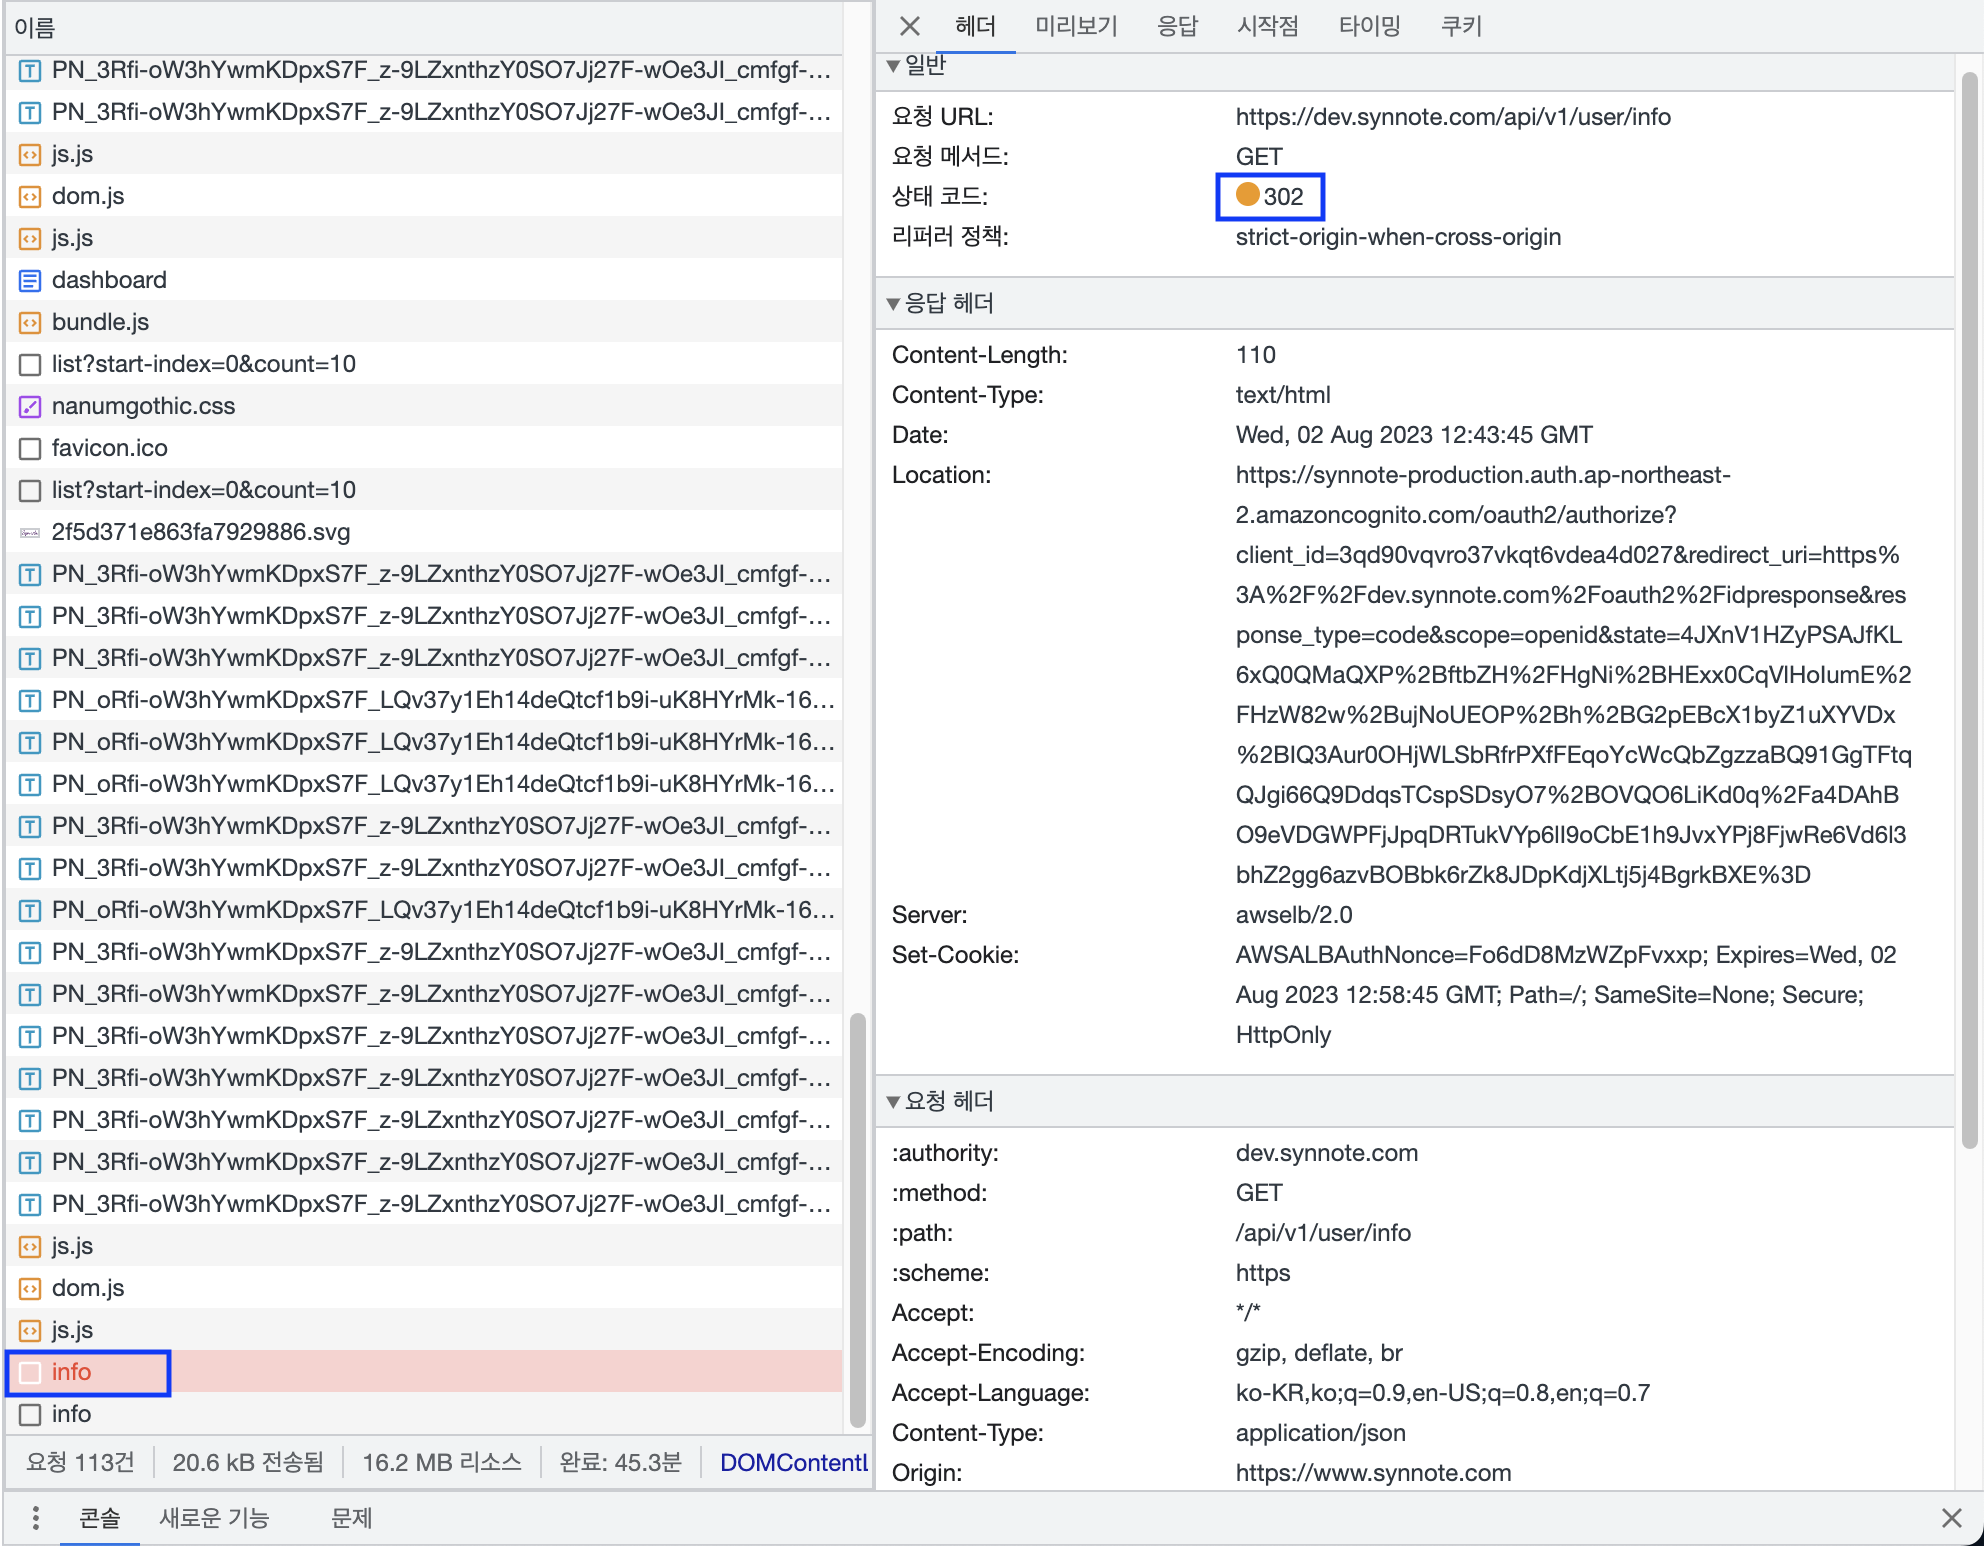 이름
PN_3Rfi-oW3hYwmKDpxS7F_z-9LZxnthzY0SO7Jj27F-wOe3JI_cmfgf-...
PN_3Rfi-oW3hYwmKDpxS7F_z-9LZxnthzY0SO7Jj27F-wOe3JI_cmfgf-...
js.js
dom.js
js.js
dashboard
bundle.js
list?start-index=0&count=10
nanumgothic.css
favicon.ico
list?start-index=0&count=10
2f5d371e863fa7929886.svg
PN_3Rfi-oW3hYwmKDpxS7F_z-9LZxnthzY0SO7Jj27F-wOe3JI_cmfgf-...
PN_3Rfi-oW3hYwmKDpxS7F_z-9LZxnthzY0SO7Jj27F-wOe3JI_cmfgf-...
PN_3Rfi-oW3hYwmKDpxS7F_z-9LZxnthzY0SO7Jj27F-wOe3JI_cmfgf-...
PN_oRfi-oW3hYwmKDpxS7F_LQv37y1Eh14deQtcf1b9i-uK8HYrMk-16...
PN_oRfi-oW3hYwmKDpxS7F_LQv37y1Eh14deQtcf1b9i-uK8HYrMk-16...
PN_oRfi-oW3hYwmKDpxS7F_LQv37y1Eh14deQtcf1b9i-uK8HYrMk-16...
PN_3Rfi-oW3hYwmKDpxS7F_z-9LZxnthzY0SO7Jj27F-wOe3JI_cmfgf-...
PN_3Rfi-oW3hYwmKDpxS7F_z-9LZxnthzY0SO7Jj27F-wOe3JI_cmfgf-...
PN_oRfi-oW3hYwmKDpxS7F_LQv37y1Eh14deQtcf1b9i-uK8HYrMk-16...
PN_3Rfi-oW3hYwmKDpxS7F_z-9LZxnthzY0SO7Jj27F-wOe3JI_cmfgf-...
PN_3Rfi-oW3hYwmKDpxS7F_z-9LZxnthzY0SO7Jj27F-wOe3JI_cmfgf-...
PN_3Rfi-oW3hYwmKDpxS7F_z-9LZxnthzY0SO7Jj27F-wOe3JI_cmfgf-...
PN_3Rfi-oW3hYwmKDpxS7F_z-9LZxnthzY0SO7Jj27F-wOe3JI_cmfgf-...
PN_3Rfi-oW3hYwmKDpxS7F_z-9LZxnthzY0SO7Jj27F-wOe3JI_cmfgf-...
PN_3Rfi-oW3hYwmKDpxS7F_z-9LZxnthzY0SO7Jj27F-wOe3JI_cmfgf-...
PN_3Rfi-oW3hYwmKDpxS7F_z-9LZxnthzY0SO7Jj27F-wOe3JI_cmfgf-...
js.js
dom.js
js.js
info
info
요청 113건 20.6 kB 전송됨 16.2 MB 리소스 완료: 45.3분 DOMContentL
헤더 미리보기 응답 시작점 타이밍 쿠키
일반
요청 URL: https://dev.synnote.com/api/v1/user/info
요청 메서드: GET
상태 코드: 302
리퍼러 정책: strict-origin-when-cross-origin
응답 헤더
Content-Length: 110
Content-Type: text/html
Date: Wed, 02 Aug 2023 12:43:45 GMT
Location: https://synnote-production.auth.ap-northeast-
2.amazoncognito.com/oauth2/authorize?
client_id=3qd90vqvro37vkqt6vdea4d027&redirect_uri=https%
3A%2F%2Fdev.synnote.com%2Foauth2%2Fidpresponse&res
ponse_type=code&scope=openid&state=4JXnV1HZyPSAJfKL
6xQ0QMaQXP%2BftbZH%2FHgNi%2BHExx0CqVlHoIumE%2
FHzW82w%2BujNoUEOP%2Bh%2BG2pEBcX1byZ1uXYVDx
%2BIQ3Aur0OHjWLSbRfrPXfFEqoYcWcQbZgzzaBQ91GgTFtq
QJgi66Q9DdqsTCspSDsyO7%2BOVQO6LiKd0q%2Fa4DAhB
O9eVDGWPFjJpqDRTukVYp6lI9oCbE1h9JvxYPj8FjwRe6Vd6l3
bhZ2gg6azvBOBbk6rZk8JDpKdjXLtj5j4BgrkBXE%3D
Server: awselb/2.0
Set-Cookie: AWSALBAuthNonce=Fo6dD8MzWZpFvxxp; Expires=Wed, 02
Aug 2023 12:58:45 GMT; Path=/; SameSite=None; Secure;
HttpOnly
요청 헤더
:authority: dev.synnote.com
:method: GET
:path: /api/v1/user/info
:scheme: https
Accept: */*
Accept-Encoding: gzip, deflate, br
Accept-Language: ko-KR,ko;q=0.9,en-US;q=0.8,en;q=0.7
Content-Type: application/json
Origin: https://www.synnote.com
콘솔 새로운 기능 문제